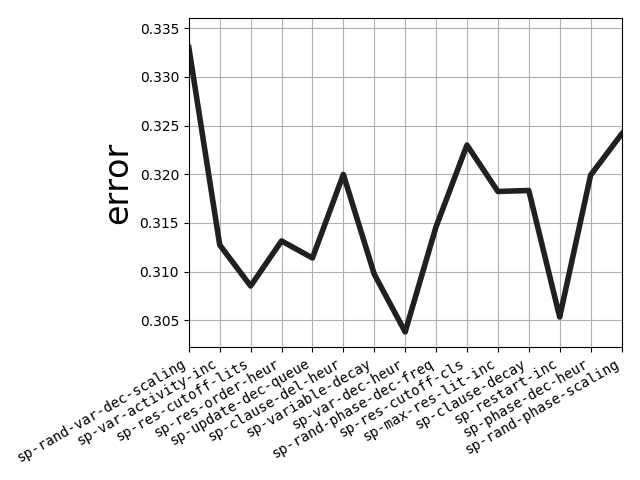 0.335
0.330
0.325
0.320
0.315
0.310
0.305
error
sp-rand-var-dec-scaling
sp-var-activity-inc
sp-res-cutoff-lits
sp-res-order-heur
sp-update-dec-queue
sp-clause-del-heur
sp-variable-decay
sp-var-dec-heur
sp-rand-phase-dec-freq
sp-res-cutoff-cls
sp-max-res-lit-inc
sp-clause-decay
sp-restart-inc
sp-phase-dec-heur
sp-rand-phase-scaling